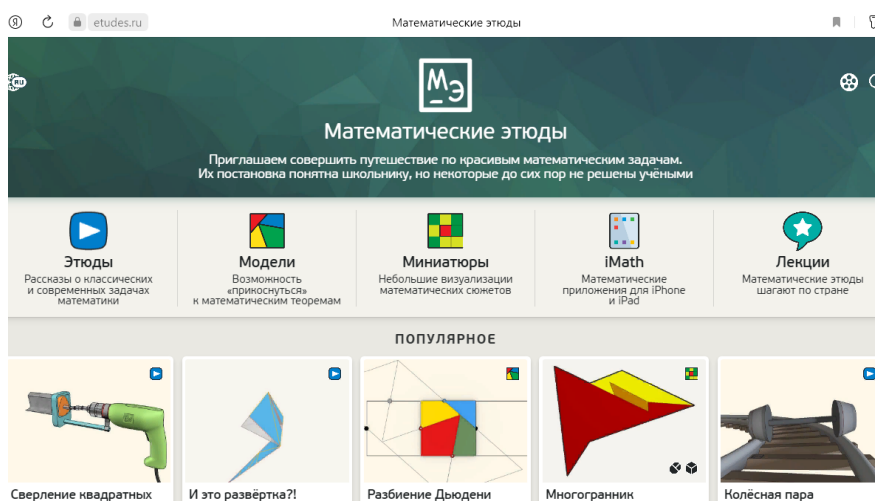 etudes.ru
Математические этюды
RU
МЭ
Математические этюды
Приглашаем совершить путешествие по красивым математическим задачам.
Их постановка понятна школьнику, но некоторые до сих пор не решены учёными
Этюды
Рассказы о классических
и современных задачах
математики
Модели
Возможность
«прикоснуться»
к математическим теоремам
Миниатюры
Небольшие визуализации
математических сюжетов
iMath
Математические
приложения для iPhone
и iPad
Лекции
Математические этюды
шагают по стране
ПОПУЛЯРНОЕ
Сверление квадратных
И это развёртка?!
Разбиение Дьюдени
Многогранник
Колёсная пара